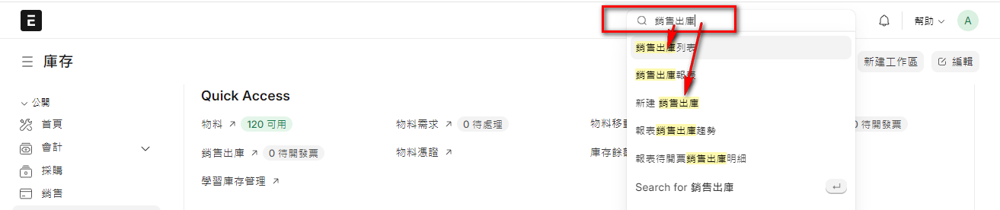 E
銷售出庫
幫助
A
庫存
銷售出庫列表
新建工作區
編輯
銷售出庫報表
公開
Quick Access
新建 銷售出庫
首頁
物料 120 可用
物料需求 0 待處理
物料移動
待開發票
報表銷售出庫趨勢
會計
銷售出庫 0 待開發票
物料憑證
庫存餘額
報表待開票銷售出庫明細
採購
學習庫存管理
銷售
Search for 銷售出庫